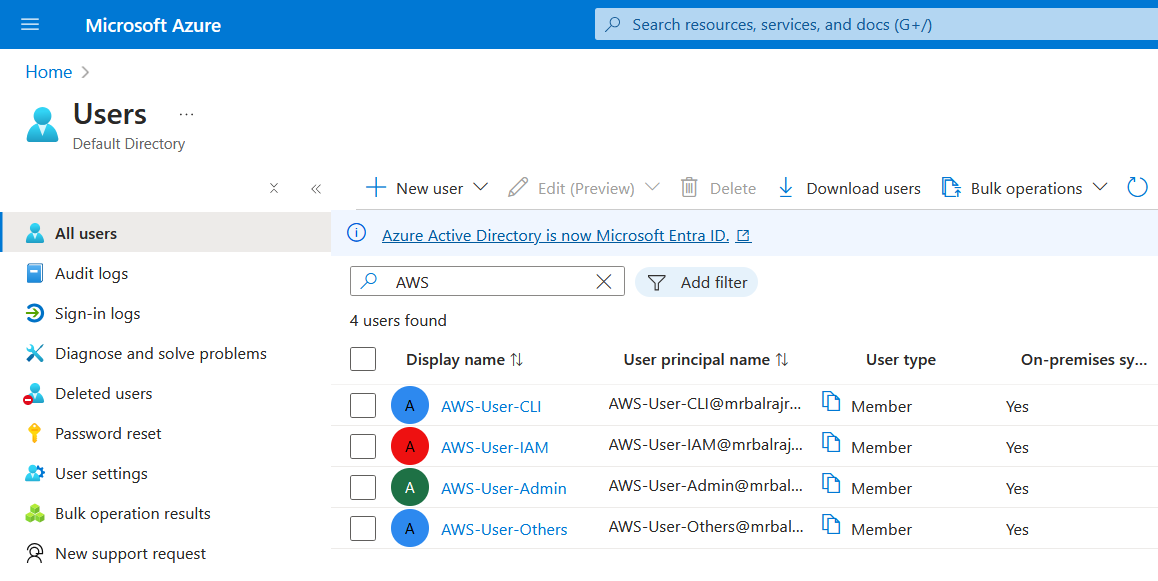 Microsoft Azure
Search resources, services, and docs (G+/)
Home
Users ...
Default Directory
New user Edit (Preview) Delete Download users Bulk operations
All users
Audit logs
Sign-in logs
Diagnose and solve problems
Deleted users
Password reset
User settings
Bulk operation results
New support request
Azure Active Directory is now Microsoft Entra ID.
AWS
Add filter
4 users found
Display name User principal name User type On-premises sy...
A AWS-User-CLI AWS-User-CLI@mrbalrajr... Member Yes
A AWS-User-IAM AWS-User-IAM@mrbalraj... Member Yes
A AWS-User-Admin AWS-User-Admin@mrbal... Member Yes
A AWS-User-Others AWS-User-Others@mrbal... Member Yes